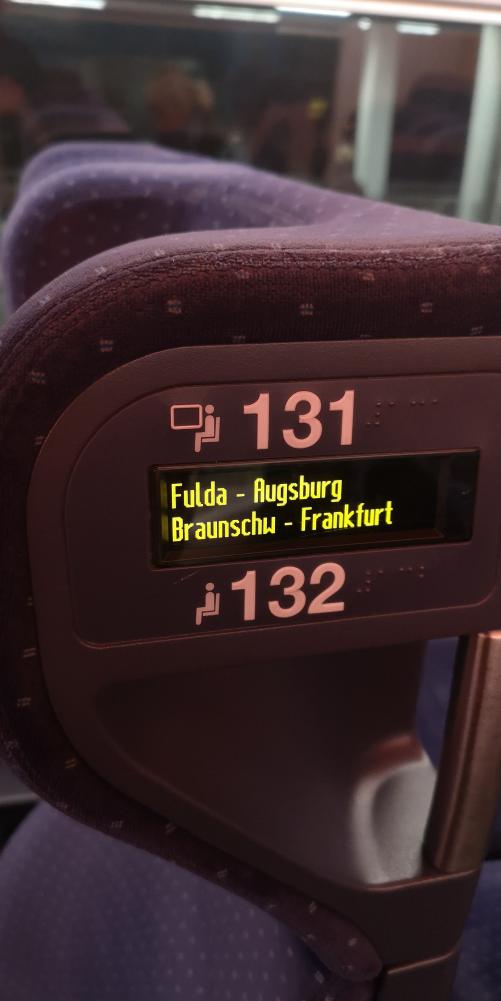 131
Fulda - Augsburg
Braunschw - Frankfurt
132